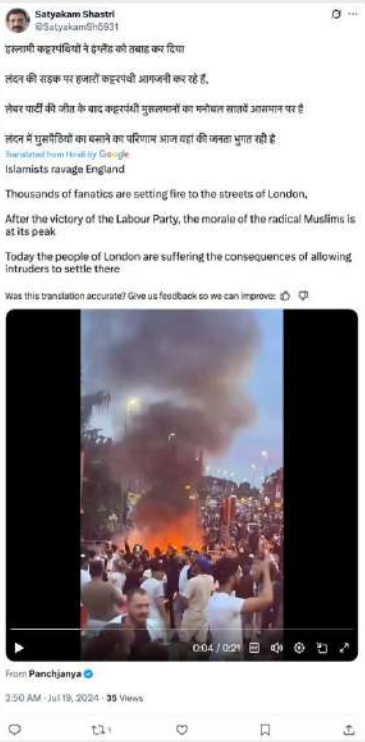 Satyakam Shastri
@SatyakamSh5931
इस्लामी कट्टरपंथियों ने इंग्लैंड को तबाह कर दिया
लंदन की सड़क पर हजारों कट्टरपंथी आगजनी कर रहे हैं,
लेबर पार्टी की जीत के बाद कट्टरपंथी मुसलमानों का मनोबल सातवें आसमान पर है
लंदन में घुसपैठियों का बसाने का परिणाम आज वहां की जनता भुगत रही है
Translated from Hindi by Google
Islamists ravage England
Thousands of fanatics are setting fire to the streets of London,
After the victory of the Labour Party, the morale of the radical Muslims is
at its peak
Today the people of London are suffering the consequences of allowing
intruders to settle there
Was this translation accurate? Give us feedback so we can improve:
0:04 / 0:21
From Panchjanya
3:50 AM · Jul 19, 2024 · 35 Views
1